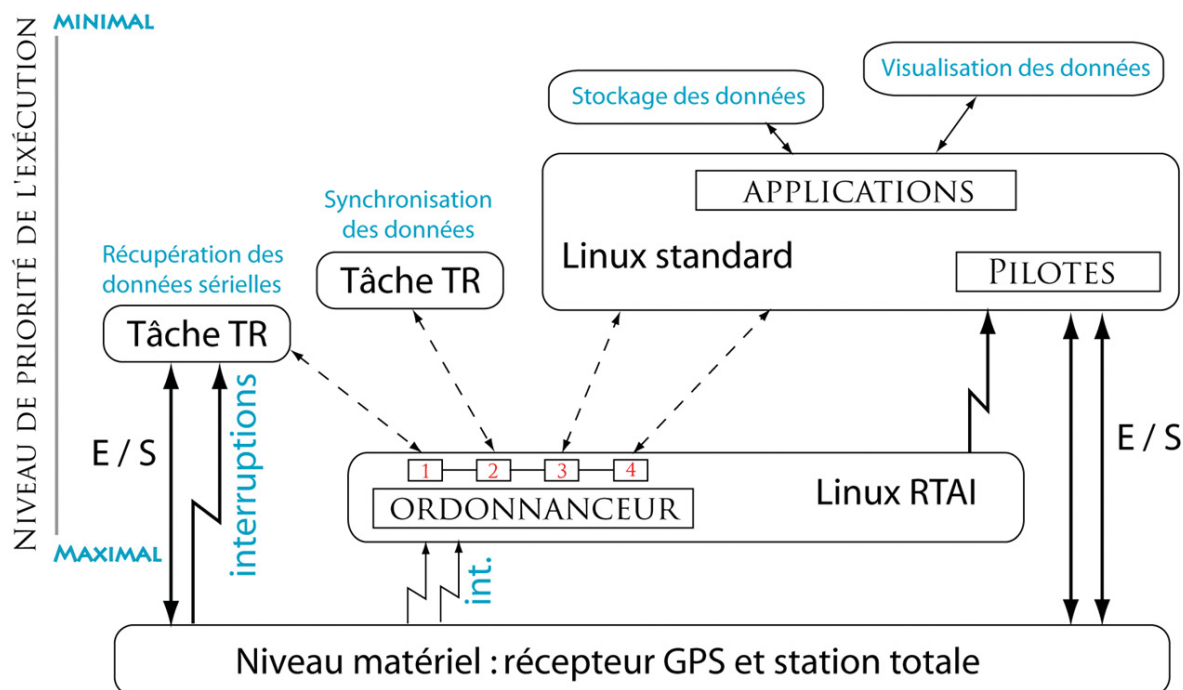 MINIMAL
NIVEAU DE PRIORITÉ DE L'EXÉCUTION
MAXIMAL
Stockage des données
Visualisation des données
APPLICATIONS
Linux standard
PILOTES
Synchronisation
des données
Tâche TR
Récupération des
données sérielles
Tâche TR
E / S
interruptions
1
2
3
4
ORDONNANCEUR
Linux RTAI
int.
E / S
Niveau matériel : récepteur GPS et station totale